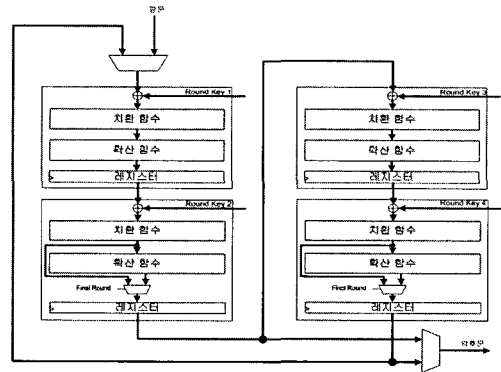 평문
Round Key 1
치환 함수
확산 함수
레지스터
Round Key 2
치환 함수
확산 함수
Final Round
레지스터
Round Key 3
치환 함수
확산 함수
레지스터
Round Key 4
치환 함수
확산 함수
Final Round
레지스터
암호문